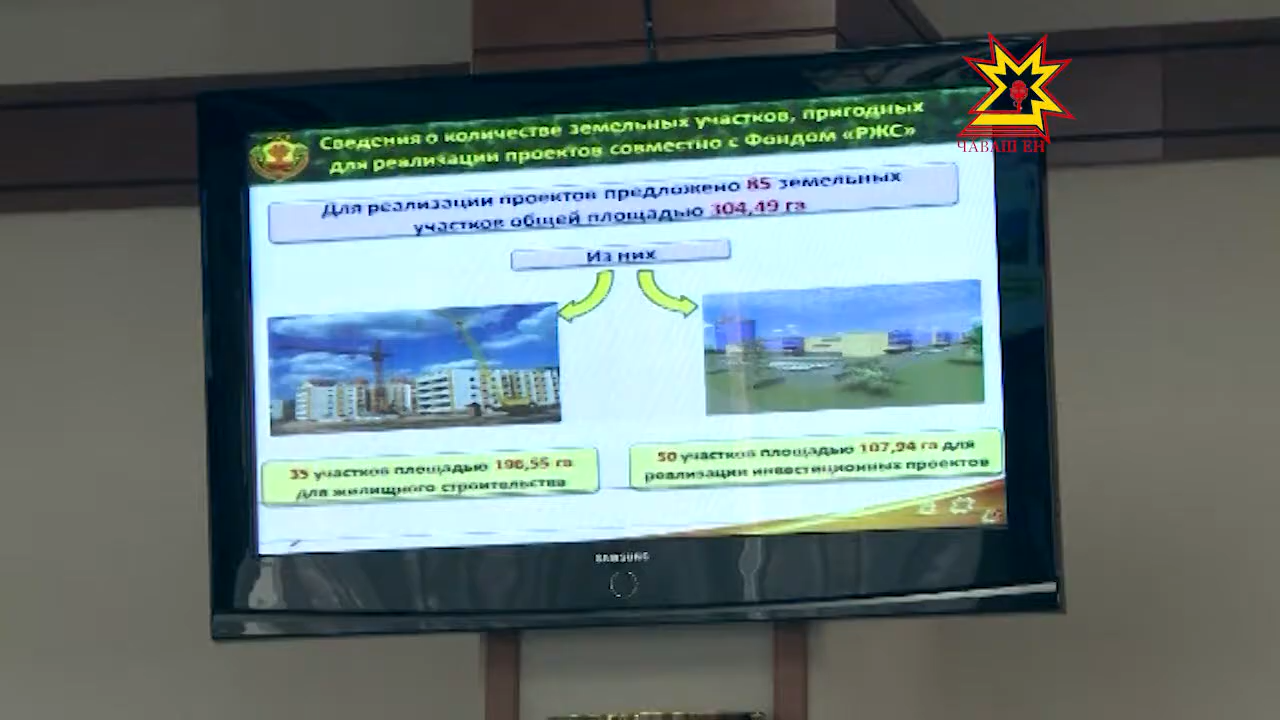 Сведения о количестве земельных участков, пригодных
для реализации проектов совместно с Фондом «РЖС»
ЧӐВАШ ЕН
Для реализации проектов предложено 85 земельных
участков общей площадью 304,49 га
Из них
35 участков площадью 196,55 га
для жилищного строительства
50 участков площадью 107,94 га для
реализации инвестиционных проектов
SAMSUNG